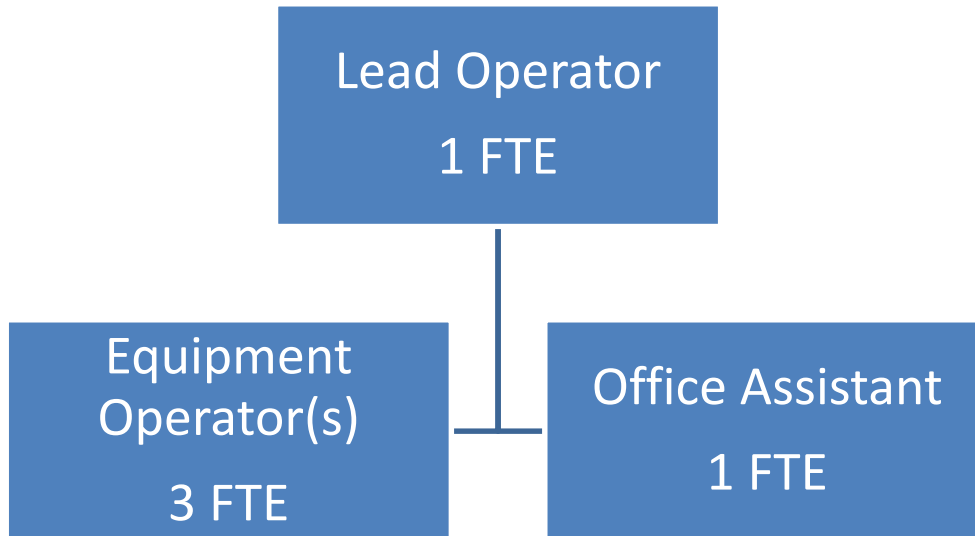 Lead Operator
1 FTE
Equipment
Operator(s)
3 FTE
Office Assistant
1 FTE